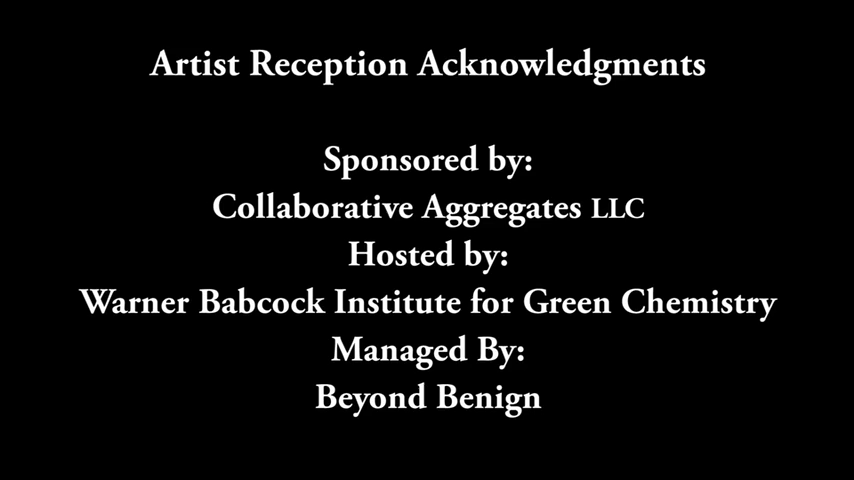 Artist Reception Acknowledgments
Sponsored by:
Collaborative Aggregates LLC
Hosted by:
Warner Babcock Institute for Green Chemistry
Managed By:
Beyond Benign